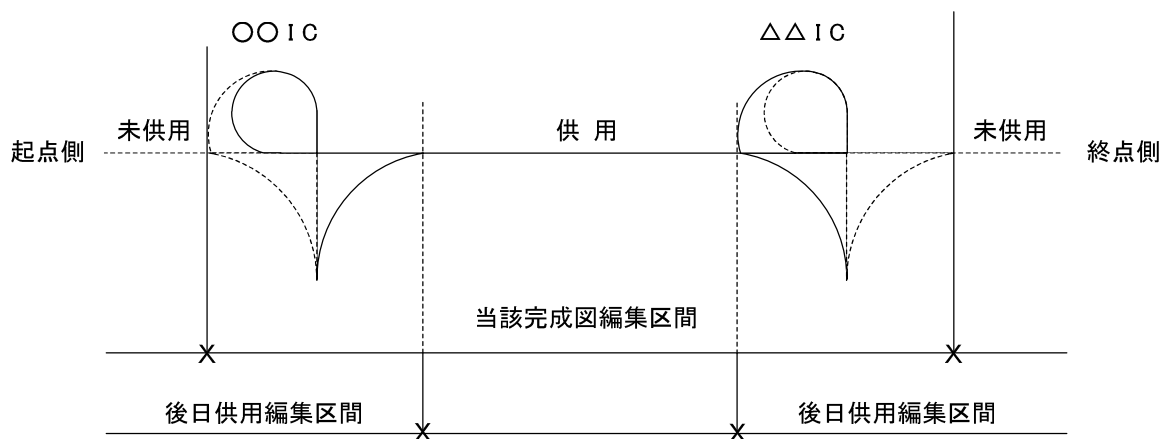 ○○ＩＣ
△△ＩＣ
未供用
供 用
未供用
起点側
終点側
当該完成図編集区間
後日供用編集区間
後日供用編集区間